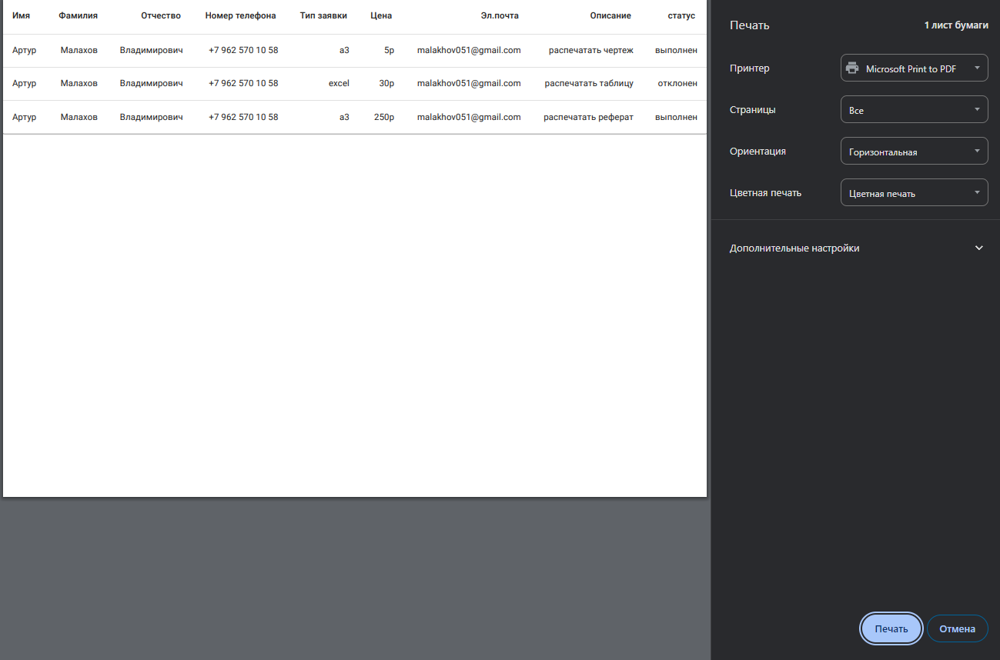 Имя Фамилия Отчество Номер телефона Тип заявки Цена Эл.почта Описание статус
Артур Малахов Владимирович +7 962 570 10 58 а3 5р malakhov051@gmail.com распечатать чертеж выполнен
Артур Малахов Владимирович +7 962 570 10 58 excel 30р malakhov051@gmail.com распечатать таблицу отклонен
Артур Малахов Владимирович +7 962 570 10 58 а3 250р malakhov051@gmail.com распечатать реферат выполнен
Печать 1 лист бумаги
Принтер Microsoft Print to PDF
Страницы Все
Ориентация Горизонтальная
Цветная печать Цветная печать
Дополнительные настройки
Печать Отмена